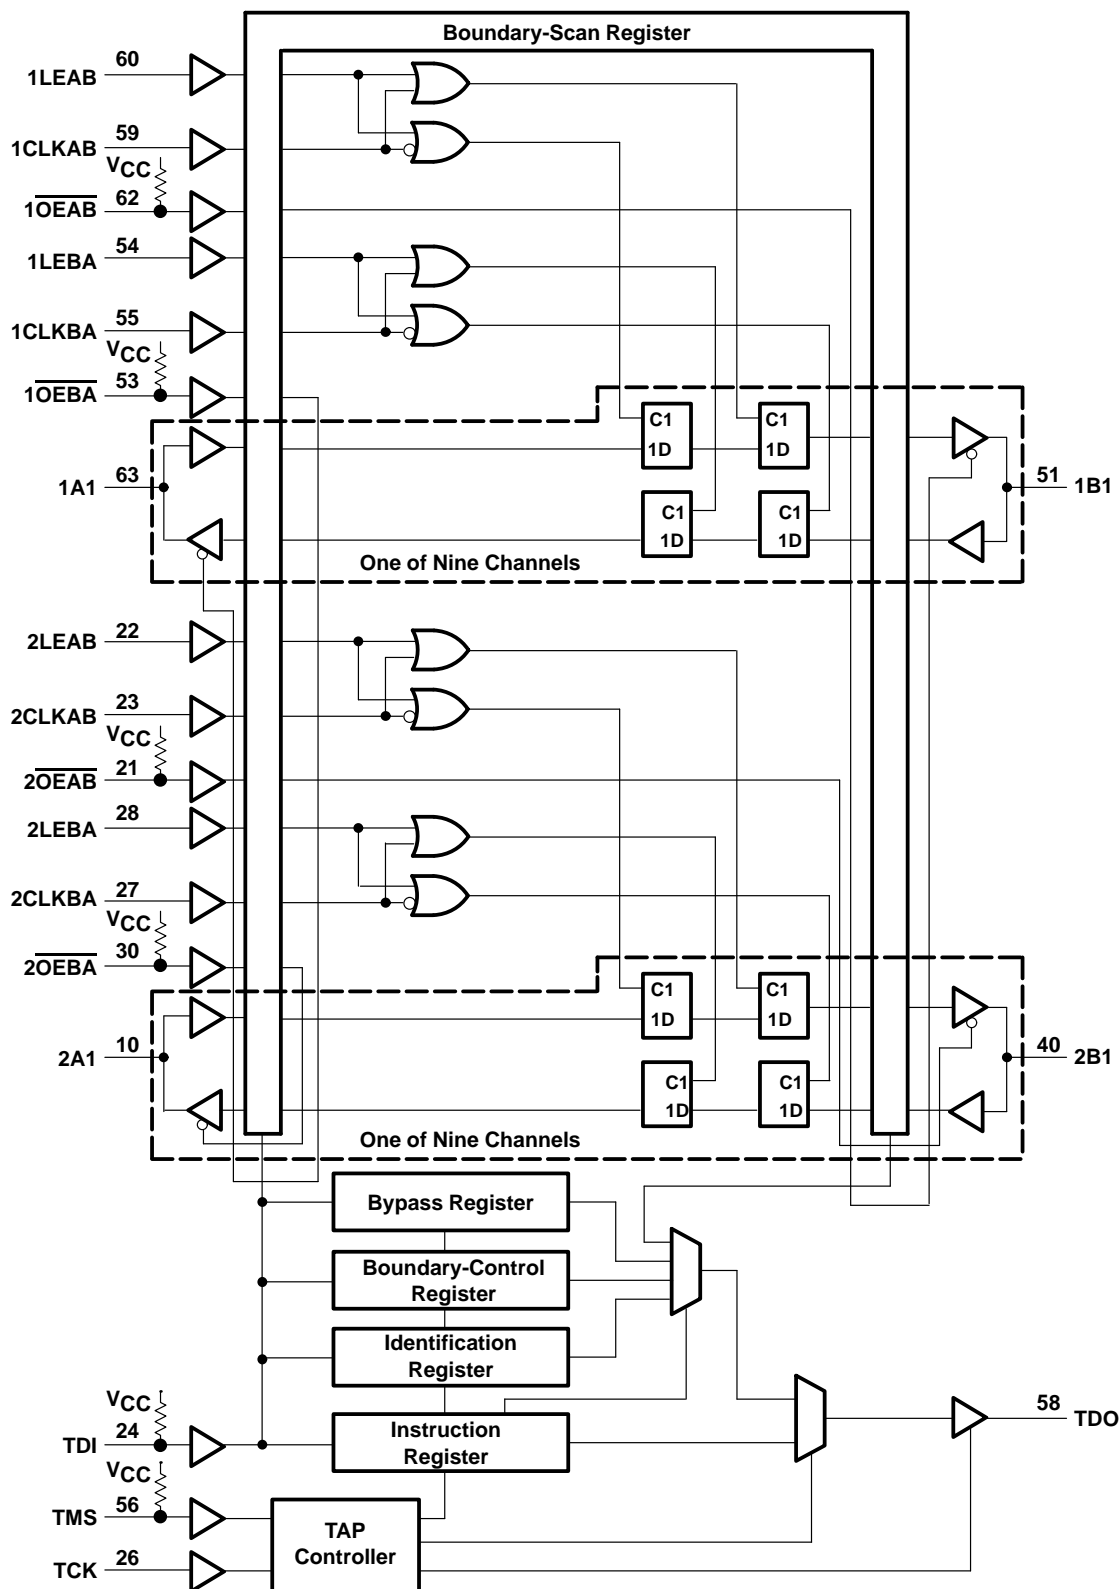 Boundary-Scan Register
1LEAB 60
1CLKAB 59
VCC
1OEAB 62
1LEBA 54
1CLKBA 55
VCC
1OEBA 53
C1
1D
C1
1D
1A1 63
51 1B1
C1
1D
C1
1D
One of Nine Channels
2LEAB 22
2CLKAB 23
VCC
2OEAB 21
2LEBA 28
2CLKBA 27
VCC
2OEBA 30
C1
1D
C1
1D
2A1 10
40 2B1
C1
1D
C1
1D
One of Nine Channels
Bypass Register
Boundary-Control
Register
Identification
Register
VCC
TDI 24
Instruction
Register
58 TDO
VCC
TMS 56
TAP
Controller
TCK 26